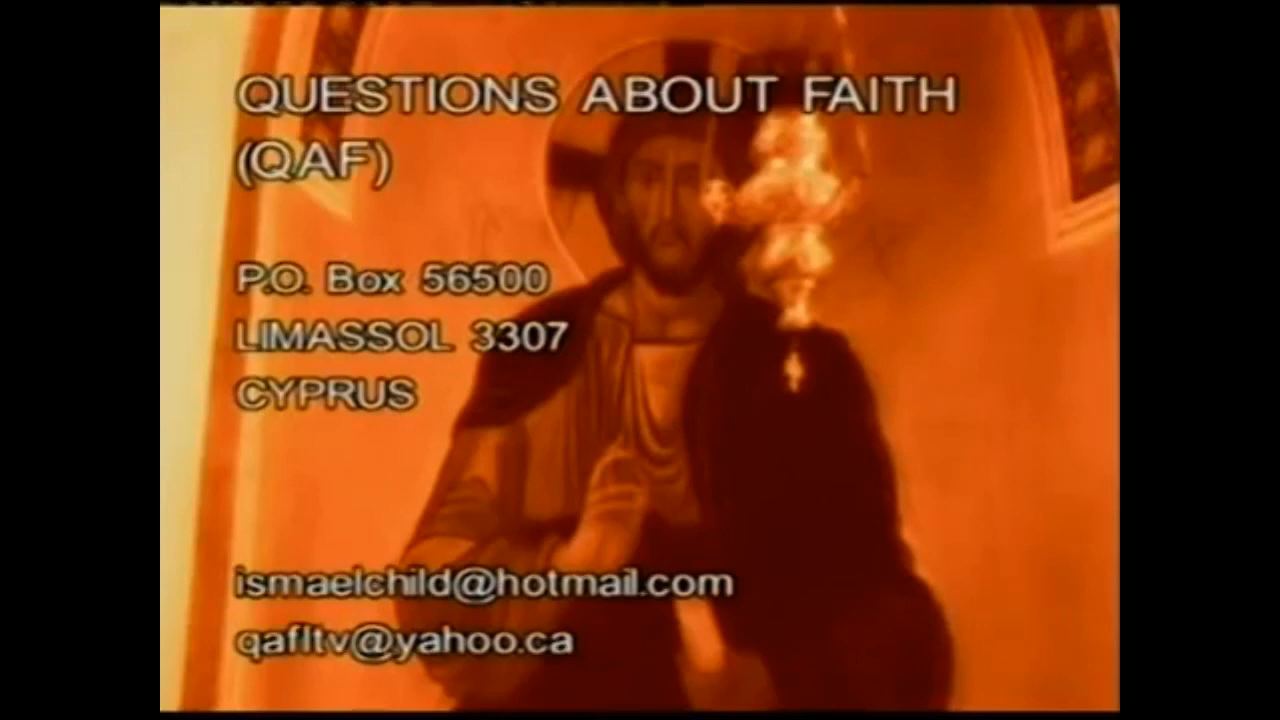 QUESTIONS ABOUT FAITH
(QAF)
P.O. Box 56500
LIMASSOL 3307
CYPRUS
ismaelchild@hotmail.com
qafltv@yahoo.ca